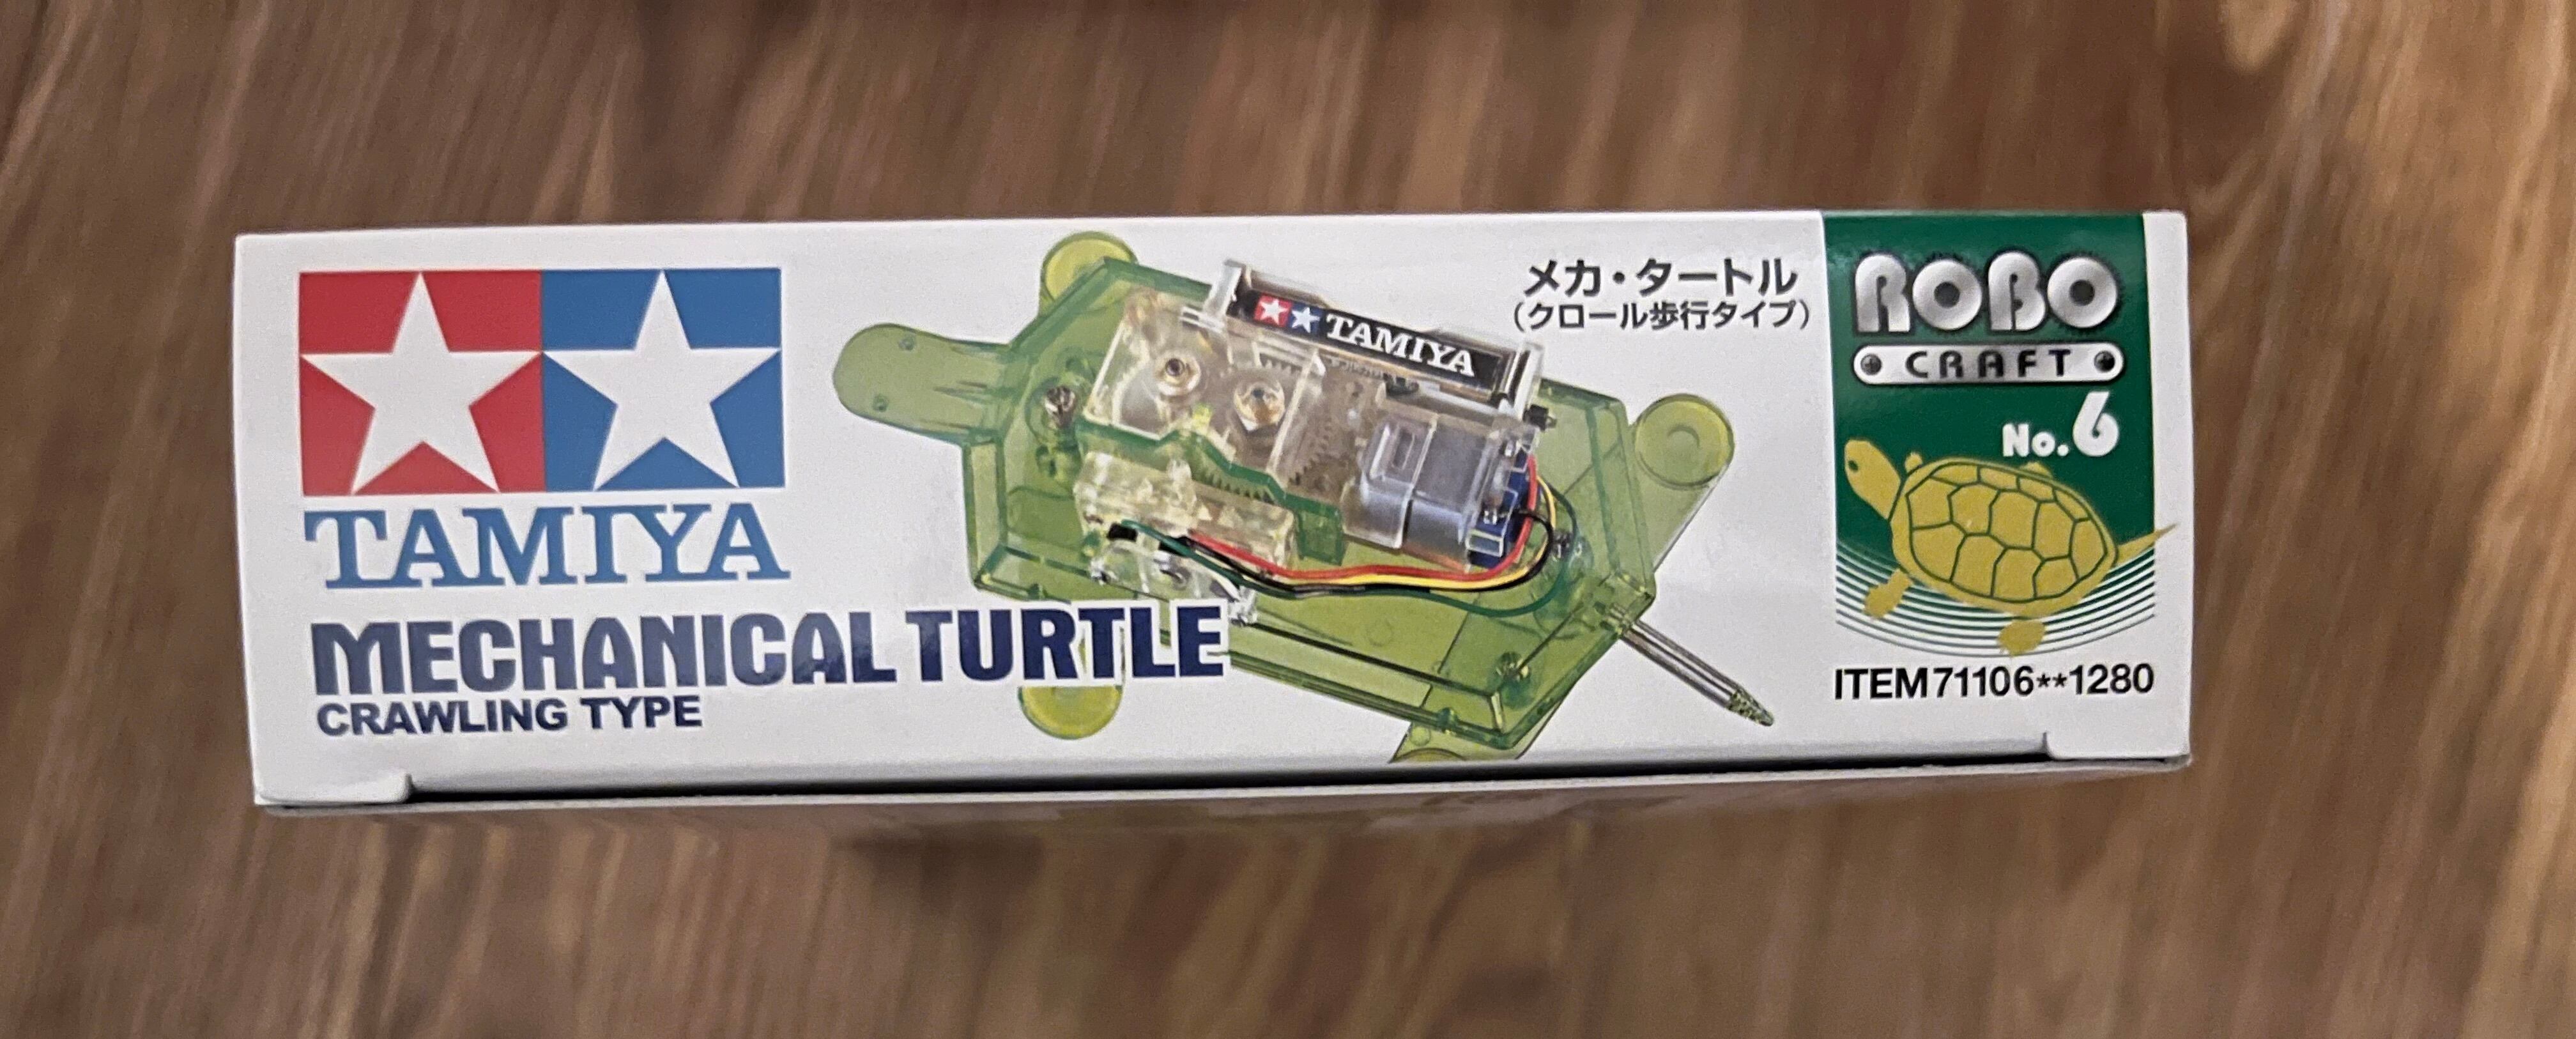 TAMIYA
MECHANICAL TURTLE
CRAWLING TYPE
TAMIYA
メカ・タートル
（クロール歩行タイプ）
ROBO
CRAFT
No.6
ITEM71106**1280